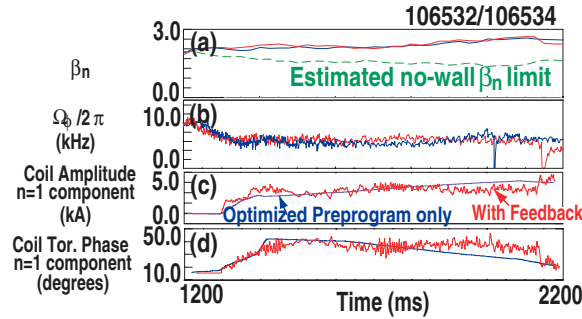 106532/106534
3.0
(a)
βn
Estimated no-wall βn limit
0.0
10.0
(b)
Ωϕ/2π
(kHz)
0.0
Coil Amplitude
n=1 component
(kA)
5.0
(c)
0.0
Optimized Preprogram only
With Feedback
Coil Tor. Phase
n=1 component
(degrees)
50.0
(d)
10.0
1200
Time (ms)
2200